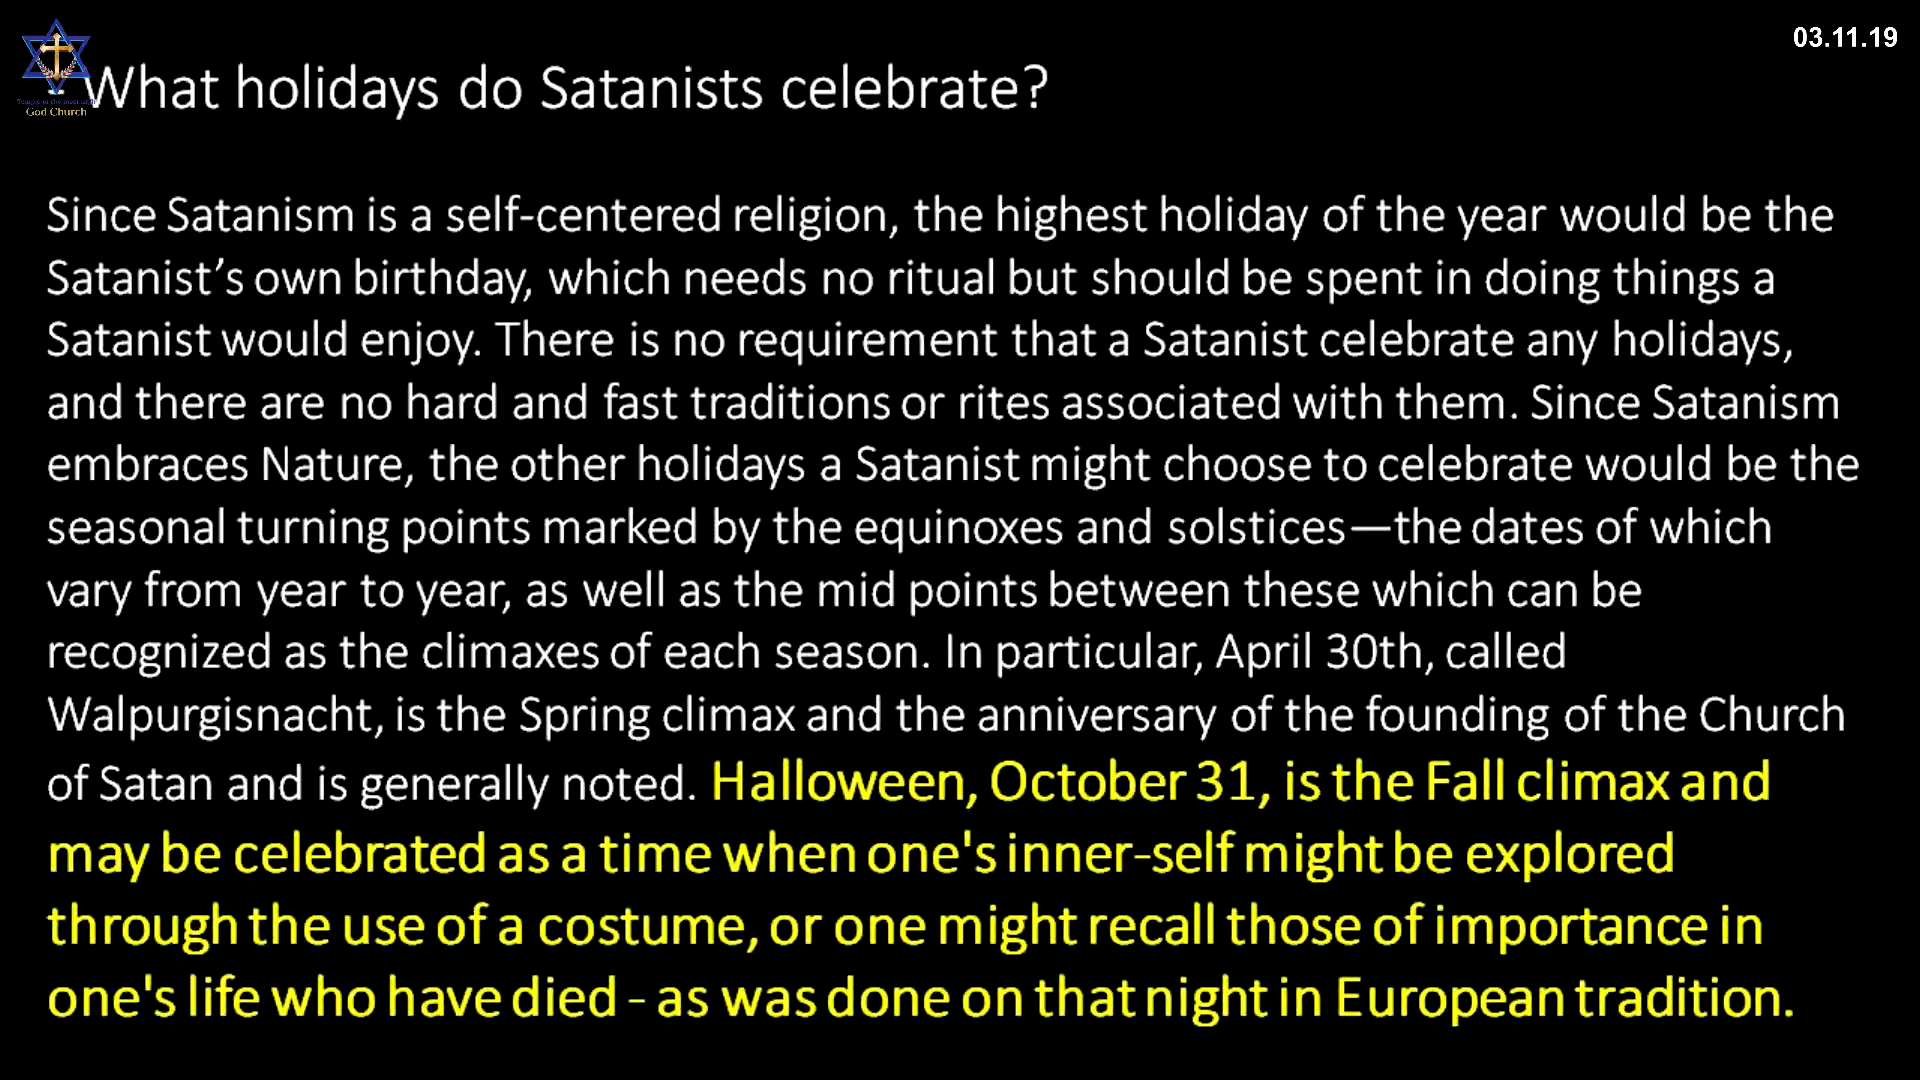 03.11.19
What holidays do Satanists celebrate?
God Church
Since Satanism is a self-centered religion, the highest holiday of the year would be the
Satanist’s own birthday, which needs no ritual but should be spent in doing things a
Satanist would enjoy. There is no requirement that a Satanist celebrate any holidays,
and there are no hard and fast traditions or rites associated with them. Since Satanism
embraces Nature, the other holidays a Satanist might choose to celebrate would be the
seasonal turning points marked by the equinoxes and solstices—the dates of which
vary from year to year, as well as the mid points between these which can be
recognized as the climaxes of each season. In particular, April 30th, called
Walpurgisnacht, is the Spring climax and the anniversary of the founding of the Church
of Satan and is generally noted. Halloween, October 31, is the Fall climax and
may be celebrated as a time when one's inner-self might be explored
through the use of a costume, or one might recall those of importance in
one's life who have died - as was done on that night in European tradition.